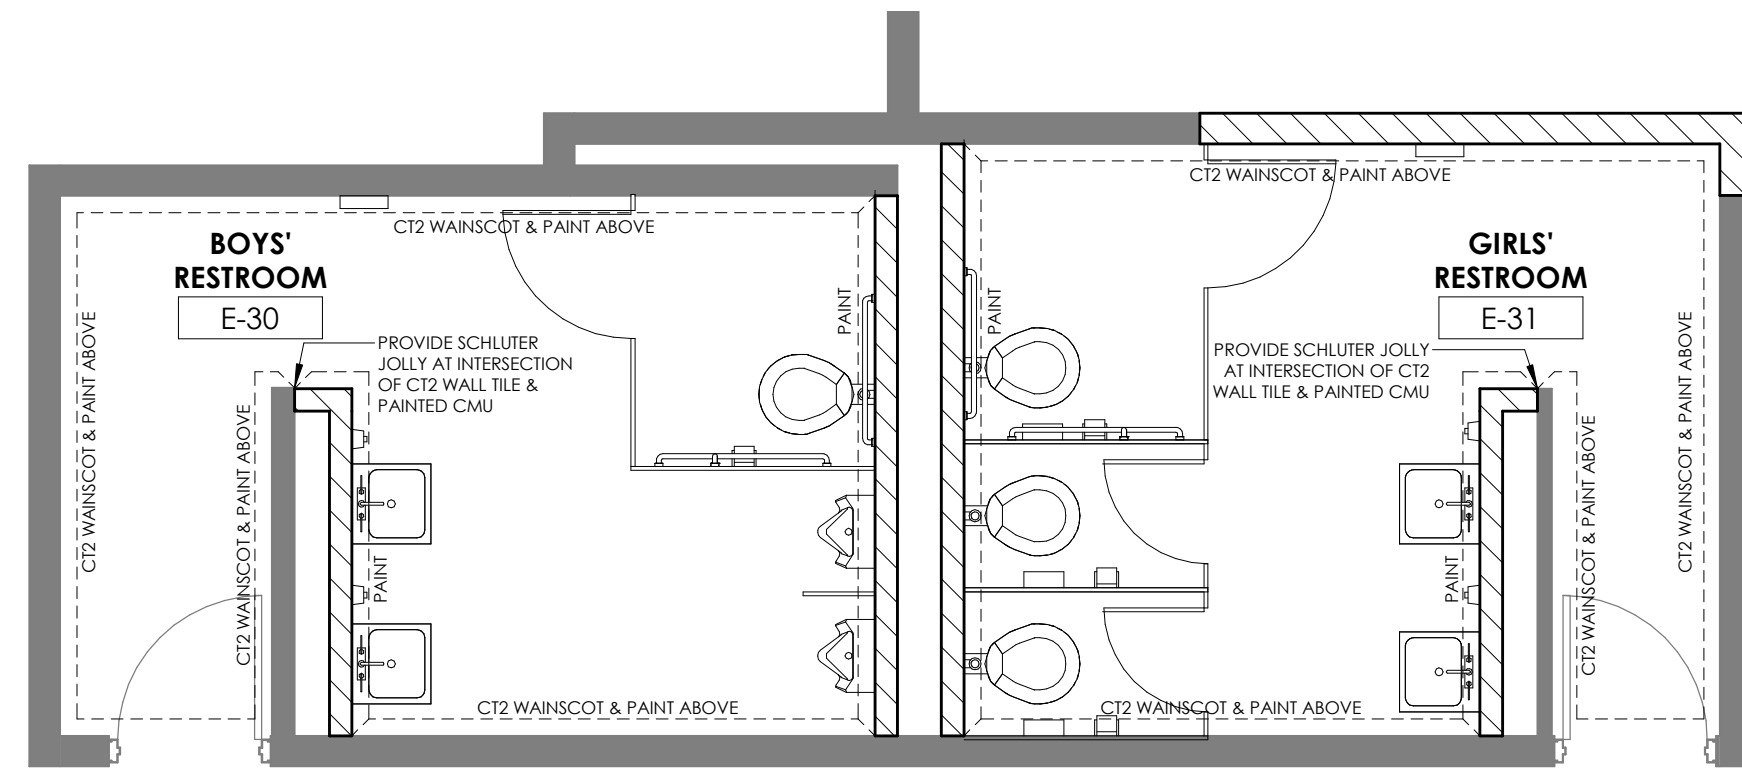 CT2 WAINSCOT & PAINT ABOVE
BOYS'
RESTROOM
E-30
PROVIDE SCHLUTER
JOLLY AT INTERSECTION
OF CT2 WALL TILE &
PAINTED CMU
CT2 WAINSCOT & PAINT ABOVE
CT2 WAINSCOT & PAINT ABOVE
PAINT
PAINT
CT2 WAINSCOT & PAINT ABOVE
CT2 WAINSCOT & PAINT ABOVE
PAINT
GIRLS'
RESTROOM
E-31
PROVIDE SCHLUTER JOLLY
AT INTERSECTION OF CT2
WALL TILE & PAINTED CMU
PAINT
CT2 WAINSCOT & PAINT ABOVE
CT2 WAINSCOT & PAINT ABOVE
CT2 WAINSCOT & PAINT ABOVE